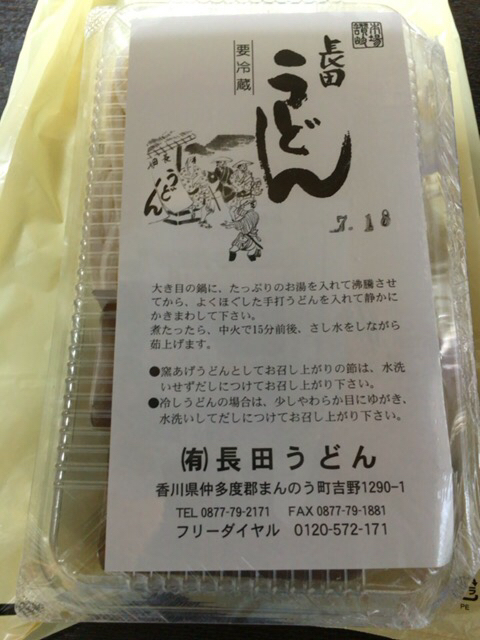 本場
讃岐
長田
うどん
要冷蔵
うどん
7.18
大き目の鍋に、たっぷりのお湯を入れて沸騰させ
てから、よくほぐした手打うどんを入れて静かに
かきまわして下さい。
煮たったら、中火で15分前後、さし水をしながら
茹上げます。
●窯あげうどんとしてお召し上がりの節は、水洗
いせずだしにつけてお召し上がり下さい。
●冷しうどんの場合は、少しやわらか目にゆがき、
水洗いしてだしにつけてお召し上がり下さい。
(有)長田うどん
香川県仲多度郡まんのう町吉野1290-1
TEL 0877-79-2171 FAX 0877-79-1881
フリーダイヤル 0120-572-171
PE